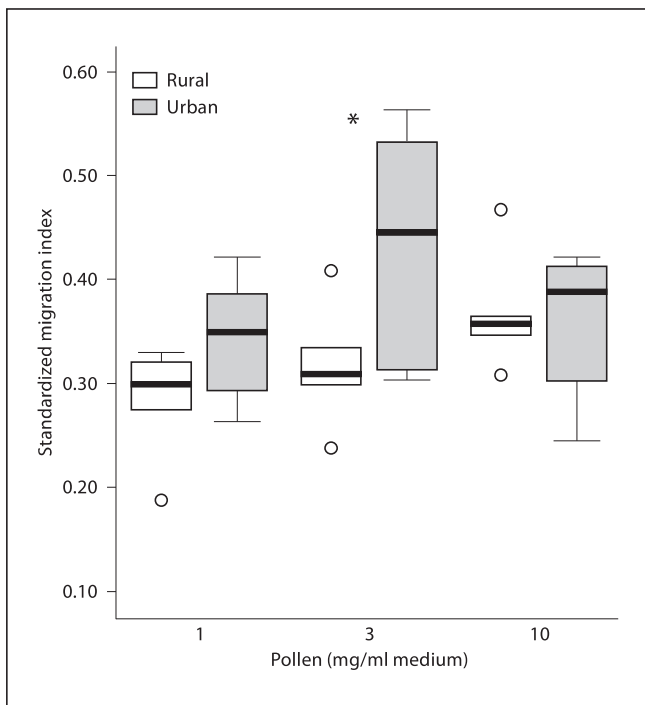 0.60
0.50
0.40
0.30
0.20
0.10
Standardized migration index
Rural
Urban
*
1 3 10
Pollen (mg/ml medium)